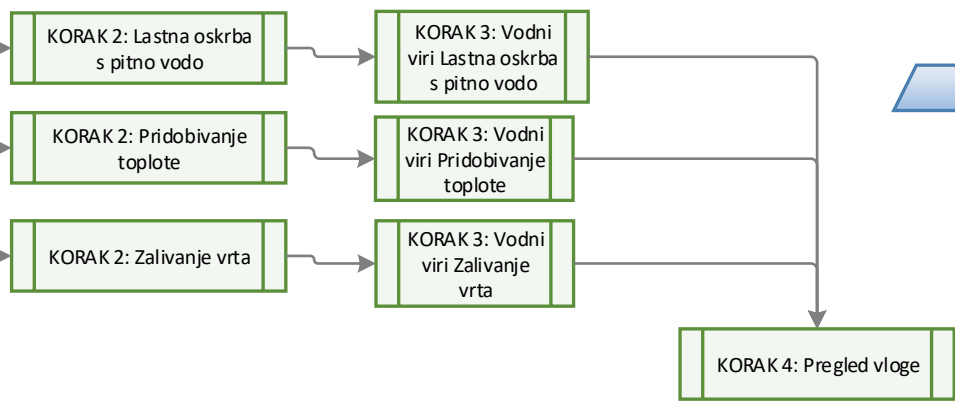 KORAK 2: Lastna oskrba
s pitno vodo
KORAK 3: Vodni
viri Lastna oskrba
s pitno vodo
KORAK 2: Pridobivanje
toplote
KORAK 3: Vodni
viri Pridobivanje
toplote
KORAK 2: Zalivanje vrta
KORAK 3: Vodni
viri Zalivanje
vrta
KORAK 4: Pregled vloge